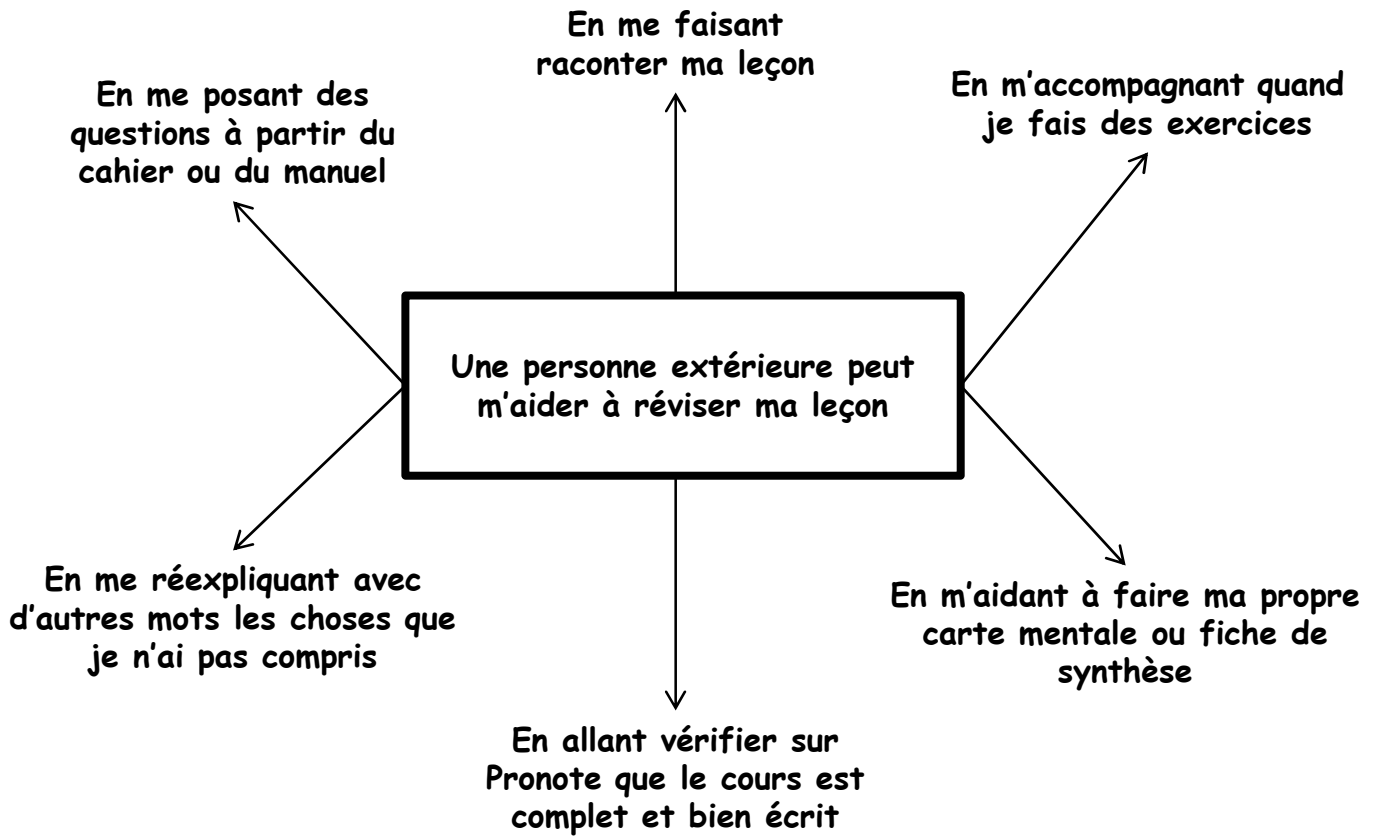 En me faisant
raconter ma leçon
En me posant des
questions à partir du
cahier ou du manuel
En m'accompagnant quand
je fais des exercices
Une personne extérieure peut
m'aider à réviser ma leçon
En me réexpliquant avec
d'autres mots les choses que
je n'ai pas compris
En m'aidant à faire ma propre
carte mentale ou fiche de
synthèse
En allant vérifier sur
Pronote que le cours est
complet et bien écrit